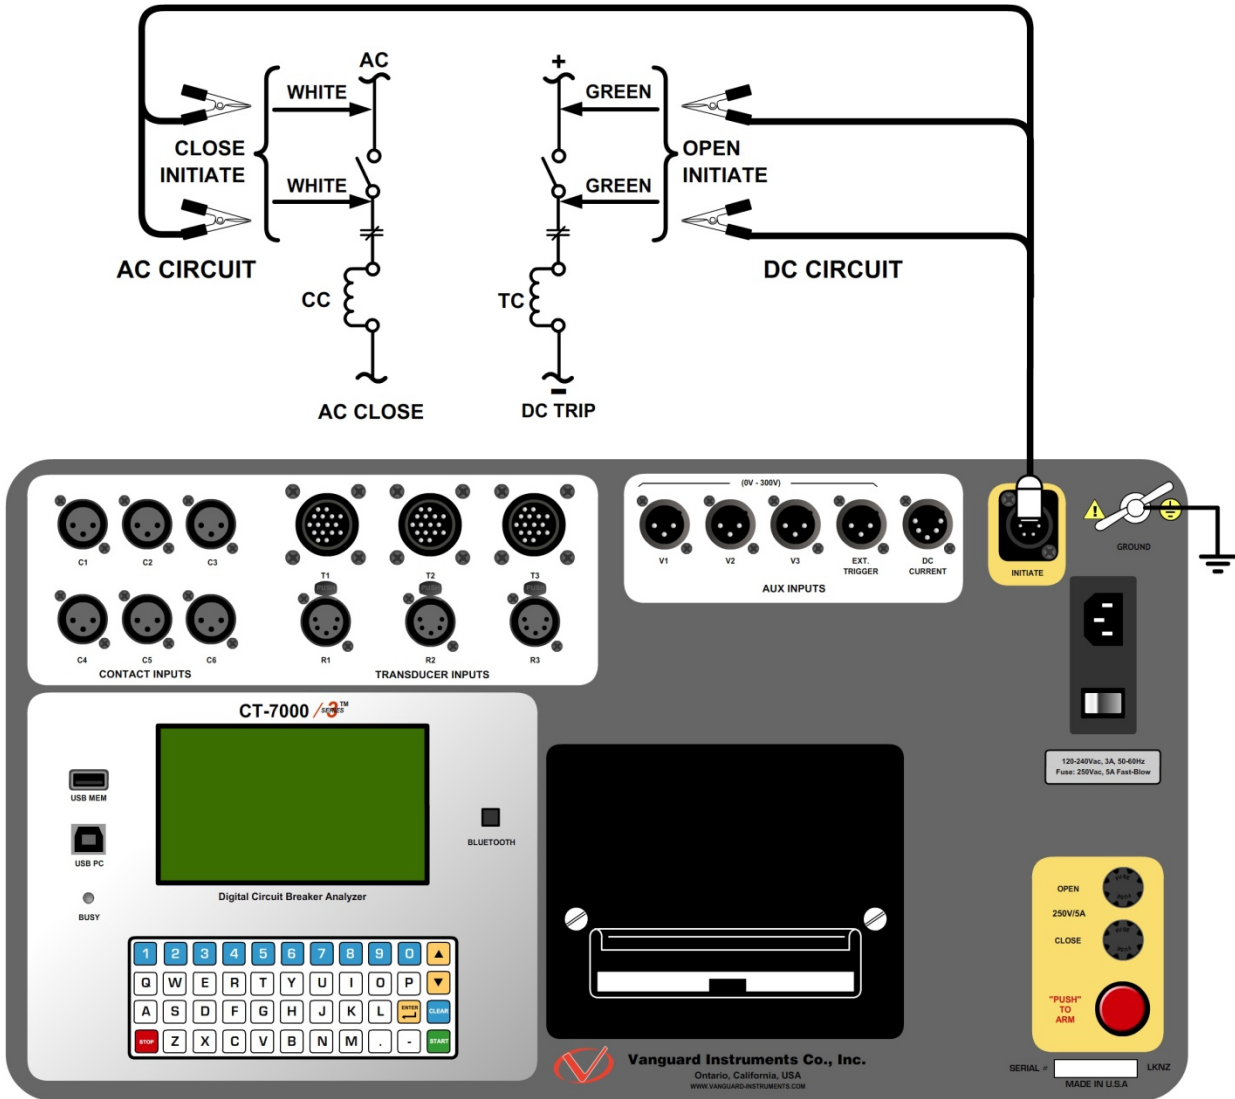 AC
+
WHITE
GREEN
CLOSE
INITIATE
OPEN
INITIATE
WHITE
GREEN
AC CIRCUIT
DC CIRCUIT
CC
TC
AC CLOSE
DC TRIP
(0V - 300V)
C1
C2
C3
T1
T2
T3
V1
V2
V3
EXT.
TRIGGER
DC
CURRENT
AUX INPUTS
INITIATE
GROUND
PUSH
PUSH
PUSH
C4
C5
C6
R1
R2
R3
CONTACT INPUTS
TRANSDUCER INPUTS
CT-7000 /3™
SERIES
USB MEM
USB PC
BUSY
BLUETOOTH
Digital Circuit Breaker Analyzer
120-240Vac, 3A, 50-60Hz
Fuse: 250Vac, 5A Fast-Blow
1 2 3 4 5 6 7 8 9 0
Q W E R T Y U I O P
A S D F G H J K L ENTER CLEAR
STOP Z X C V B N M . - START
OPEN
250V/5A
CLOSE
"PUSH"
TO
ARM
Vanguard Instruments Co., Inc.
Ontario, California, USA
WWW.VANGUARD-INSTRUMENTS.COM
SERIAL #
LKNZ
MADE IN U.S.A